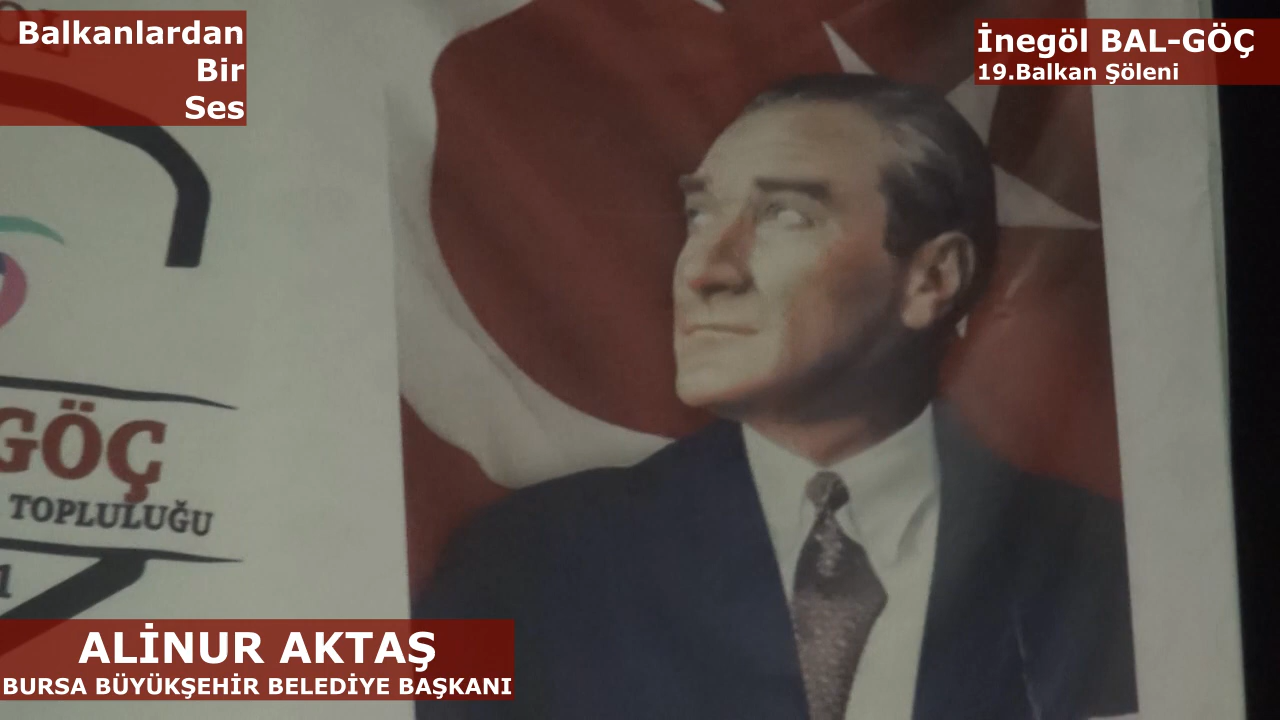 Balkanlardan
Bir
Ses
İnegöl BAL-GÖÇ
19.Balkan Şöleni
GÖÇ
TOPLULUĞU
ALİNUR AKTAŞ
BURSA BÜYÜKŞEHİR BELEDİYE BAŞKANI